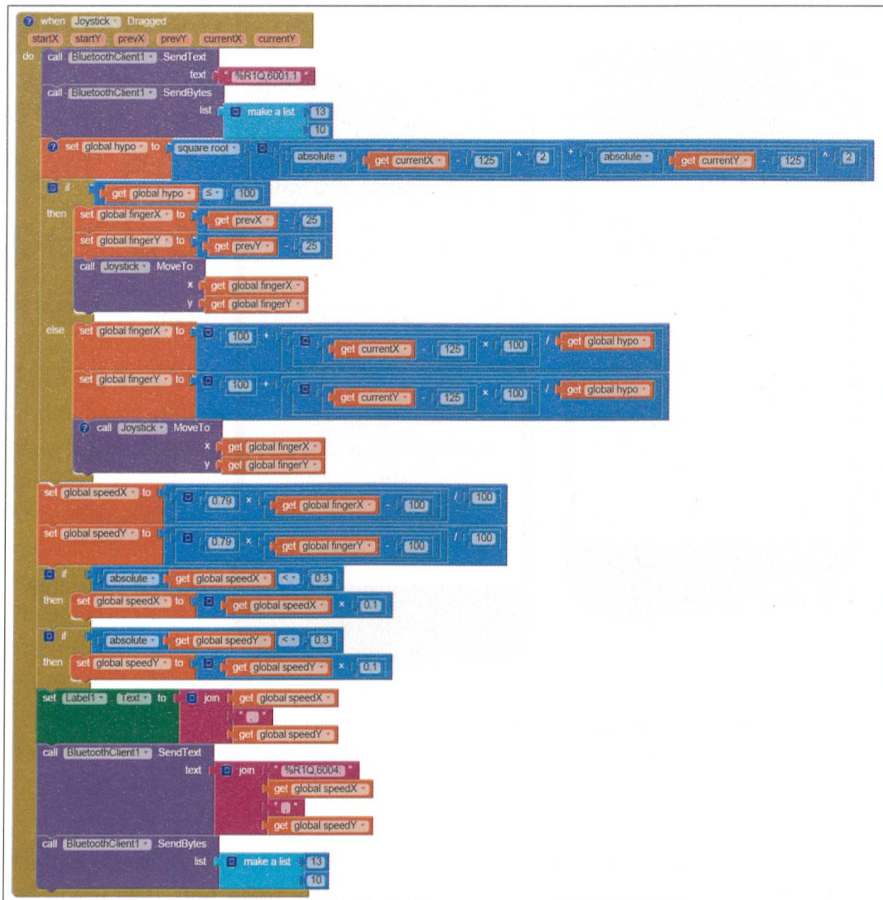 when Joystick Dragged
startX startY prevX prevY currentX currentY
do call BluetoothClient1 .SendText
text " %R1Q,6001:1 "
call BluetoothClient1 .SendBytes
list make a list 13
10
set global hypo to square root absolute get currentX - 125 ^ 2 + absolute get currentY - 125 ^ 2
if get global hypo ≤ 100
then set global fingerX to get prevX - 25
set global fingerY to get prevY - 25
call Joystick .MoveTo
x get global fingerX
y get global fingerY
else set global fingerX to 100 + get currentX - 125 × 100 / get global hypo
set global fingerY to 100 + get currentY - 125 × 100 / get global hypo
call Joystick .MoveTo
x get global fingerX
y get global fingerY
set global speedX to 0.79 × get global fingerX - 100 / 100
set global speedY to 0.79 × get global fingerY - 100 / 100
if absolute get global speedX < 0.3
then set global speedX to get global speedX × 0.1
if absolute get global speedY < 0.3
then set global speedY to get global speedY × 0.1
set Label1 . Text to join get global speedX
" , "
get global speedY
call BluetoothClient1 .SendText
text join " %R1Q,6004: "
get global speedX
" , "
get global speedY
call BluetoothClient1 .SendBytes
list make a list 13
10